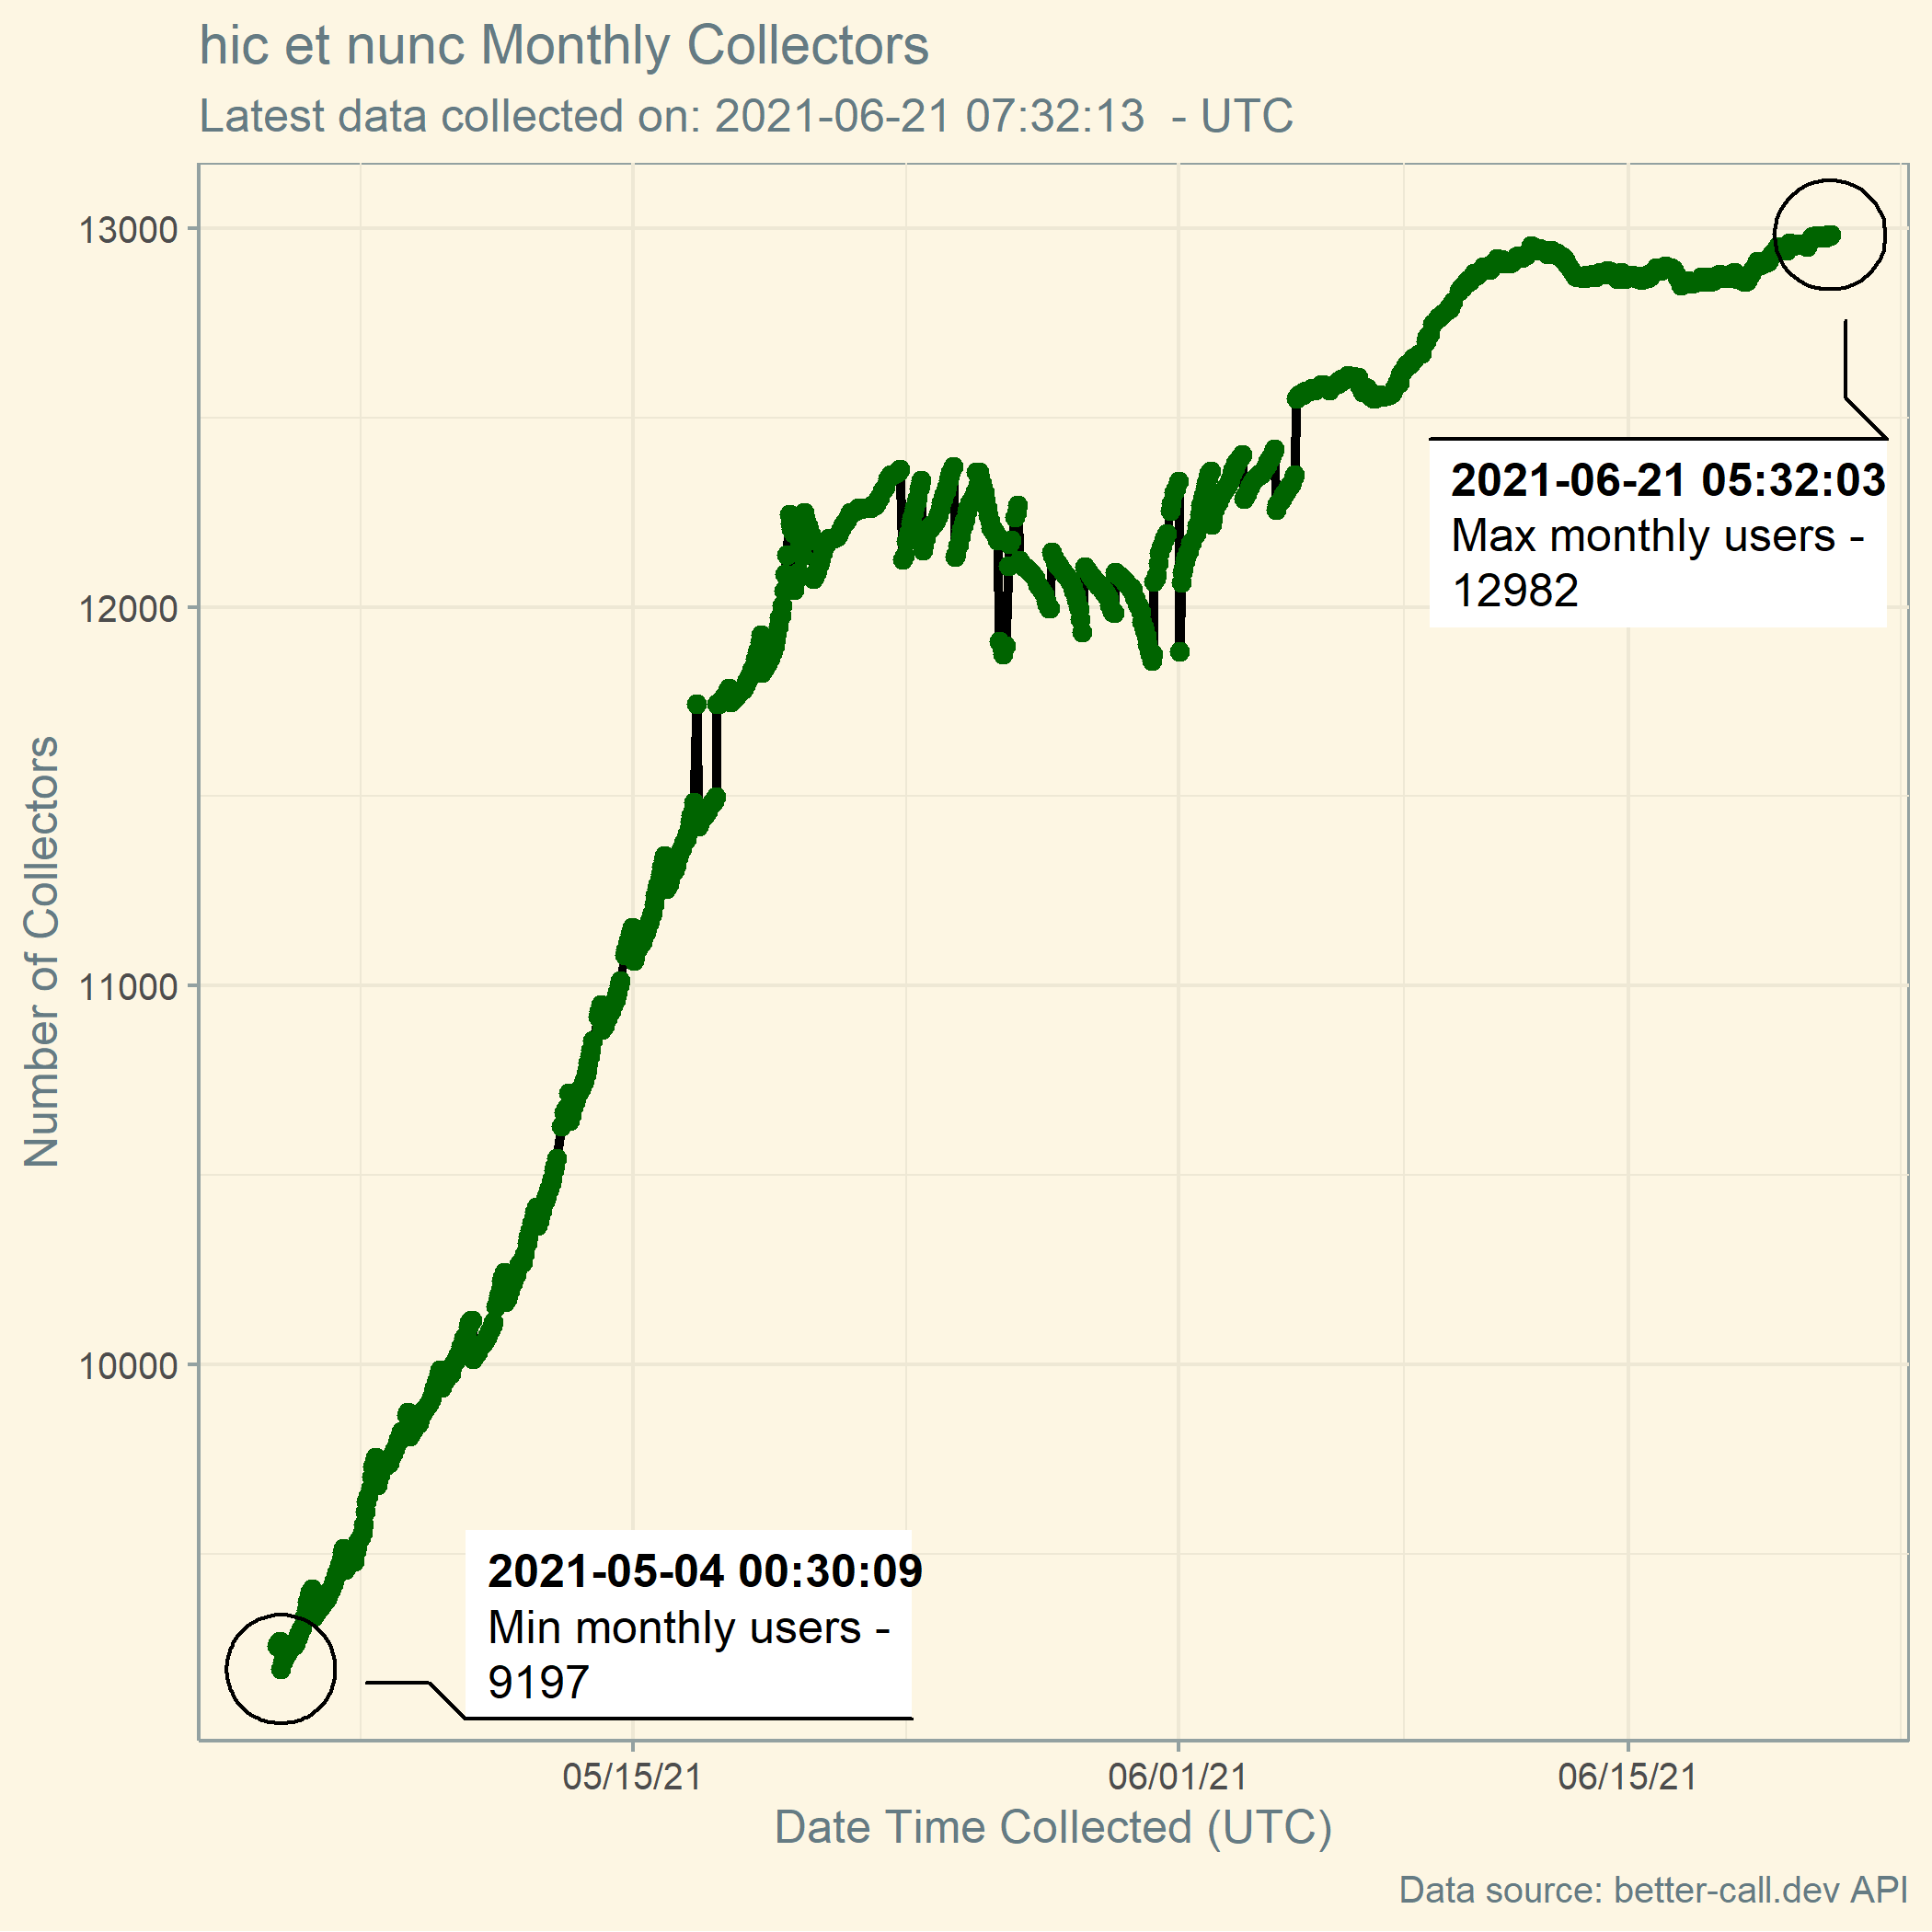 hic et nunc Monthly Collectors
Latest data collected on: 2021-06-21 07:32:13  - UTC
Number of Collectors
13000
12000
11000
10000
2021-06-21 05:32:03
Max monthly users -
12982
2021-05-04 00:30:09
Min monthly users -
9197
05/15/21
06/01/21
06/15/21
Date Time Collected (UTC)
Data source: better-call.dev API